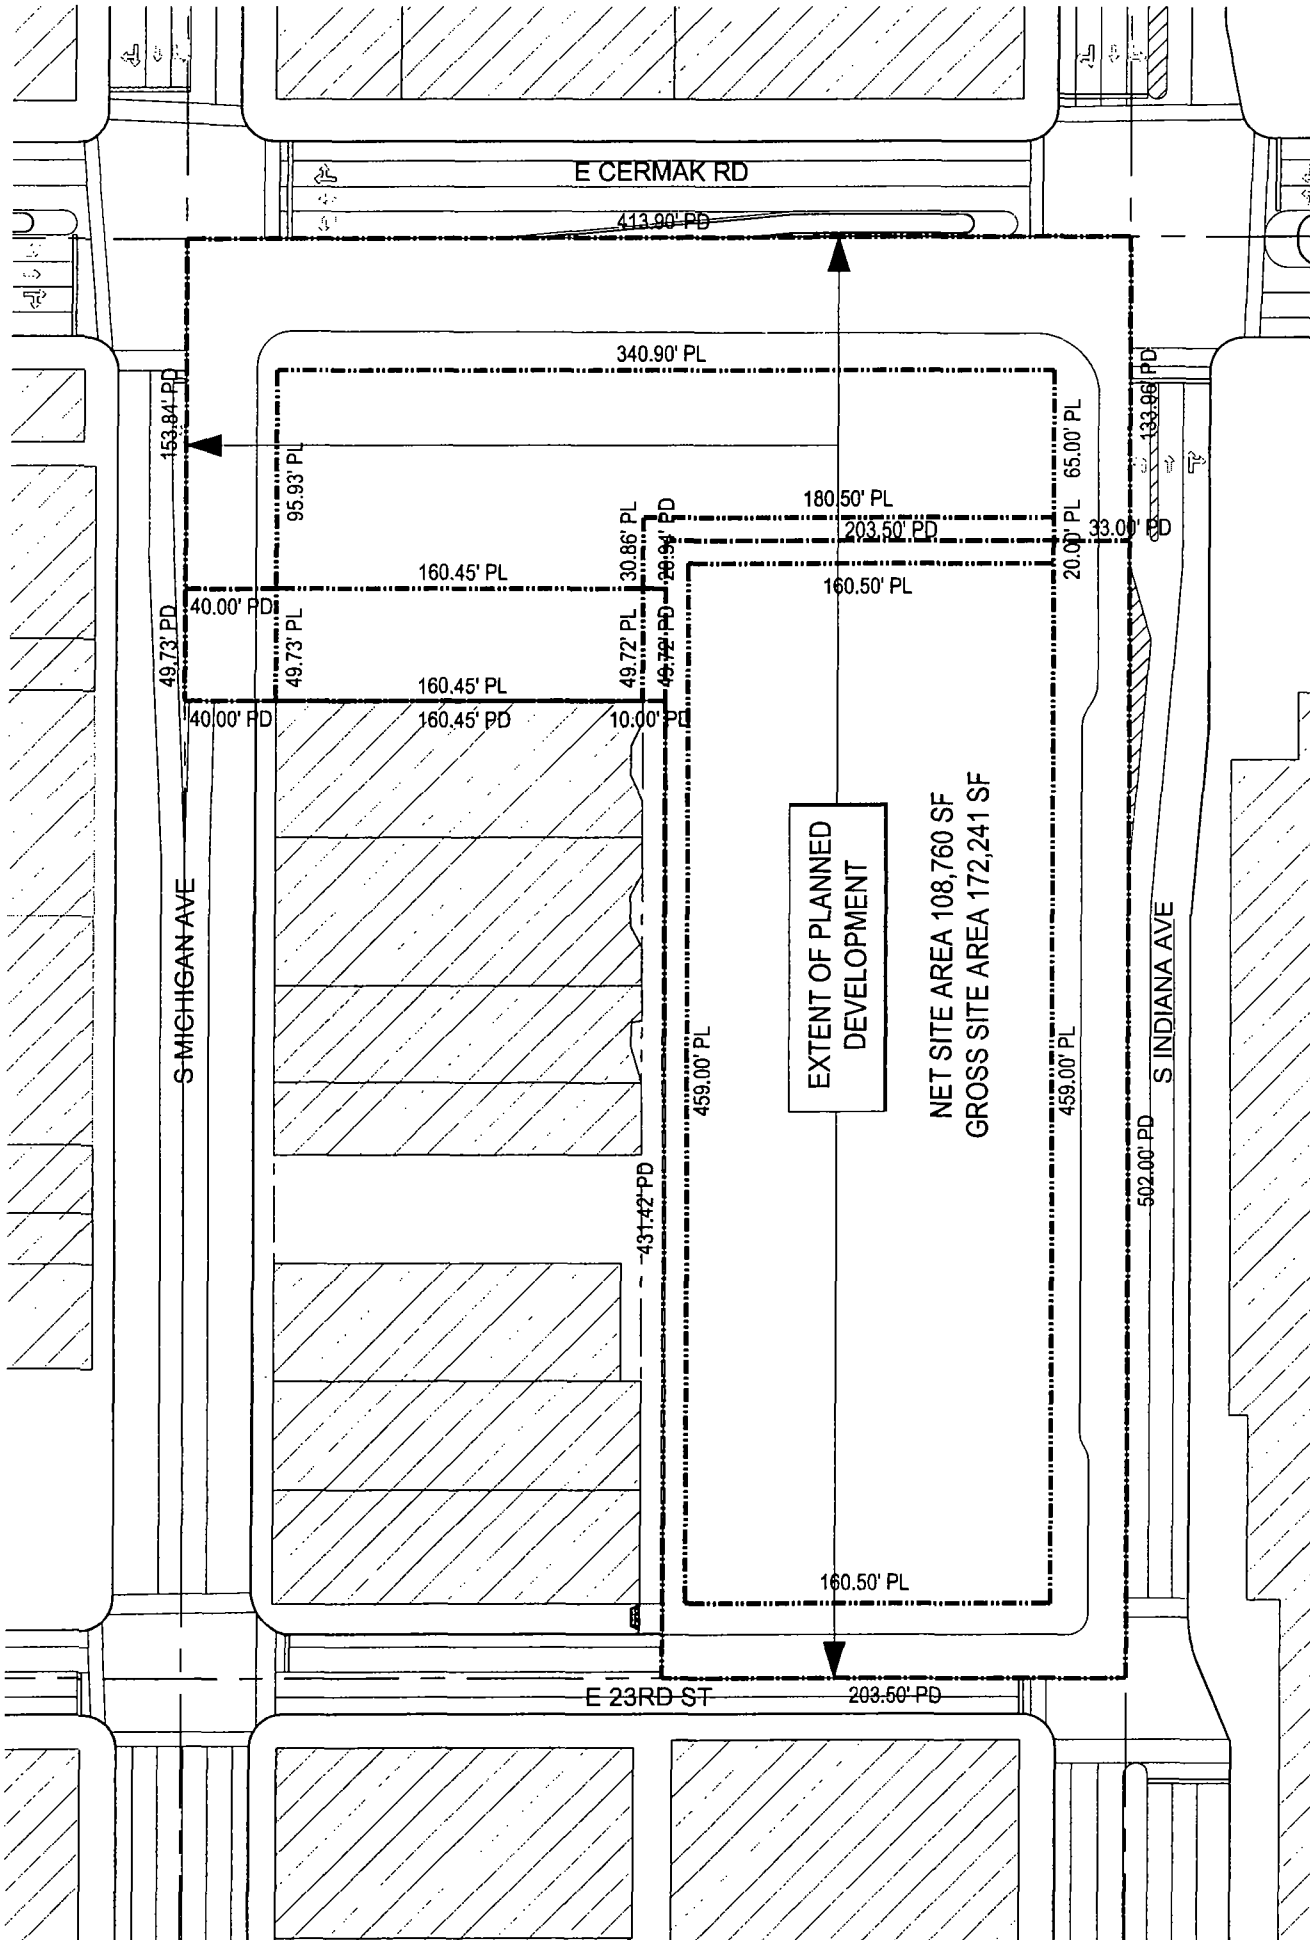 E CERMAK RD
413.90' PD
340.90' PL
153.84' PD
133.96' PD
95.93' PL
65.00' PL
180.50' PL
203.50' PD
33.00' PD
30.86' PL
20.94' PD
20.00' PL
160.45' PL
160.50' PL
40.00' PD
49.73' PD
49.73' PL
49.72' PL
49.72' PD
160.45' PL
40.00' PD
160.45' PD
10.00' PD
EXTENT OF PLANNED
DEVELOPMENT
NET SITE AREA 108,760 SF
GROSS SITE AREA 172,241 SF
S MICHIGAN AVE
S INDIANA AVE
459.00' PL
459.00' PL
431.42' PD
502.00' PD
160.50' PL
E 23RD ST
203.50' PD